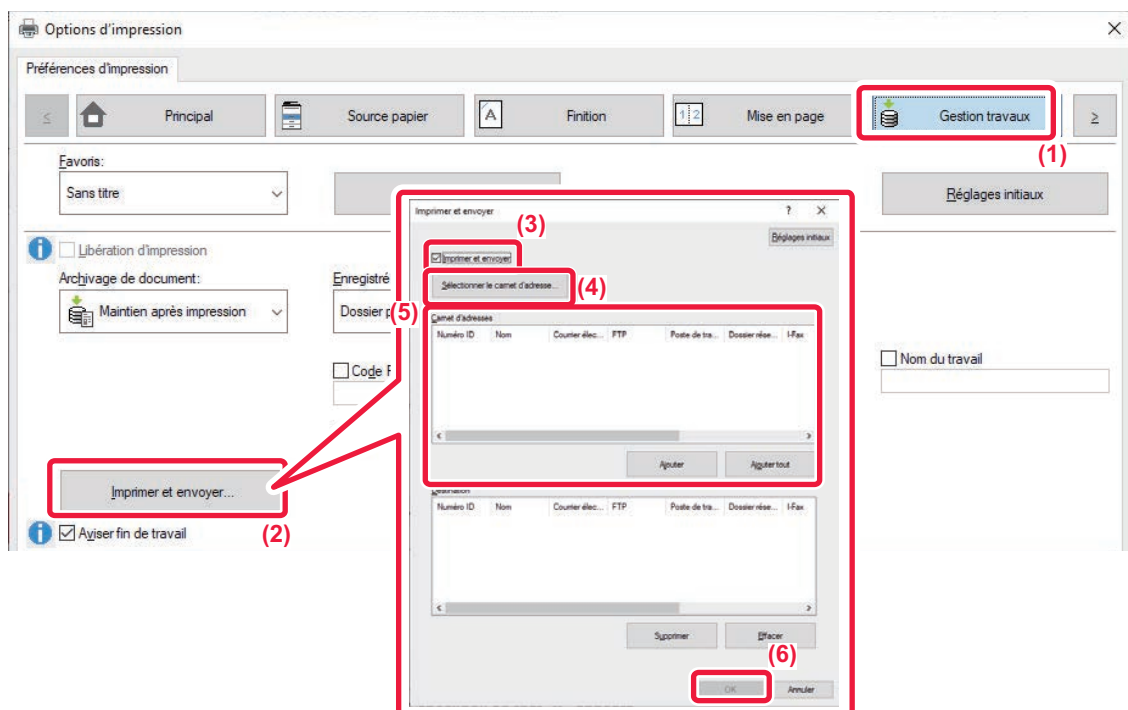 Options d'impression
Préférences d'impression
Principal
Source papier
Finition
Mise en page
Gestion travaux
(1)
Favoris:
Sans titre
Réglages initiaux
Libération d'impression
Archivage de document:
Maintien après impression
Enregistré
Dossier p
Code
Nom du travail
Imprimer et envoyer...
(2)
Aviser fin de travail
Imprimer et envoyer
? X
(3)
Réglages initiaux
Imprimer et envoyer
Sélectionner le carnet d'adresse...
(4)
(5)
Carnet d'adresses
Numéro ID Nom Courrier élec... FTP Poste de tra... Dossier rése... I-Fax
Ajouter Ajouter tout
Destination
Numéro ID Nom Courrier élec... FTP Poste de tra... Dossier rése... I-Fax
Supprimer Effacer
(6)
OK Annuler